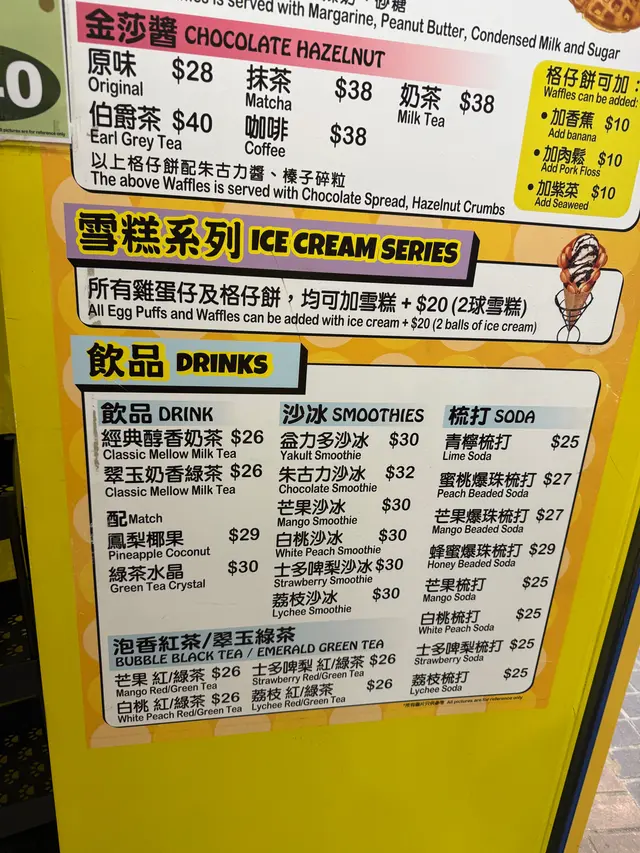 is served with Margarine, Peanut Butter, Condensed Milk and Sugar
金莎醬 CHOCOLATE HAZELNUT
原味 $28 抹茶 $38 奶茶 $38
Original Matcha Milk Tea
伯爵茶 $40 咖啡 $38
Earl Grey Tea Coffee
以上格仔餅配朱古力醬、榛子碎粒
The above Waffles is served with Chocolate Spread, Hazelnut Crumbs
格仔餅可加：
Waffles can be added:
•加香蕉 $10
Add banana
•加肉鬆 $10
Add Pork Floss
•加紫菜 $10
Add Seaweed
雪糕系列 ICE CREAM SERIES
所有雞蛋仔及格仔餅，均可加雪糕 + $20 (2球雪糕)
All Egg Puffs and Waffles can be added with ice cream + $20 (2 balls of ice cream)
飲品 DRINKS
飲品 DRINK
經典醇香奶茶 $26
Classic Mellow Milk Tea
翠玉奶香綠茶 $26
Classic Mellow Milk Tea
配 Match
鳳梨椰果 $29
Pineapple Coconut
綠茶水晶 $30
Green Tea Crystal
沙冰 SMOOTHIES
益力多沙冰 $30
Yakult Smoothie
朱古力沙冰 $32
Chocolate Smoothie
芒果沙冰 $30
Mango Smoothie
白桃沙冰 $30
White Peach Smoothie
士多啤梨沙冰 $30
Strawberry Smoothie
荔枝沙冰 $30
Lychee Smoothie
梳打 SODA
青檸梳打 $25
Lime Soda
蜜桃爆珠梳打 $27
Peach Beaded Soda
芒果爆珠梳打 $27
Mango Beaded Soda
蜂蜜爆珠梳打 $29
Honey Beaded Soda
芒果梳打 $25
Mango Soda
白桃梳打 $25
White Peach Soda
士多啤梨梳打 $25
Strawberry Soda
荔枝梳打 $25
Lychee Soda
泡香紅茶/翠玉綠茶
BUBBLE BLACK TEA / EMERALD GREEN TEA
芒果 紅/綠茶 $26 士多啤梨 紅/綠茶 $26
Mango Red/Green Tea Strawberry Red/Green Tea
白桃 紅/綠茶 $26 荔枝 紅/綠茶 $26
White Peach Red/Green Tea Lychee Red/Green Tea
All pictures are for reference only